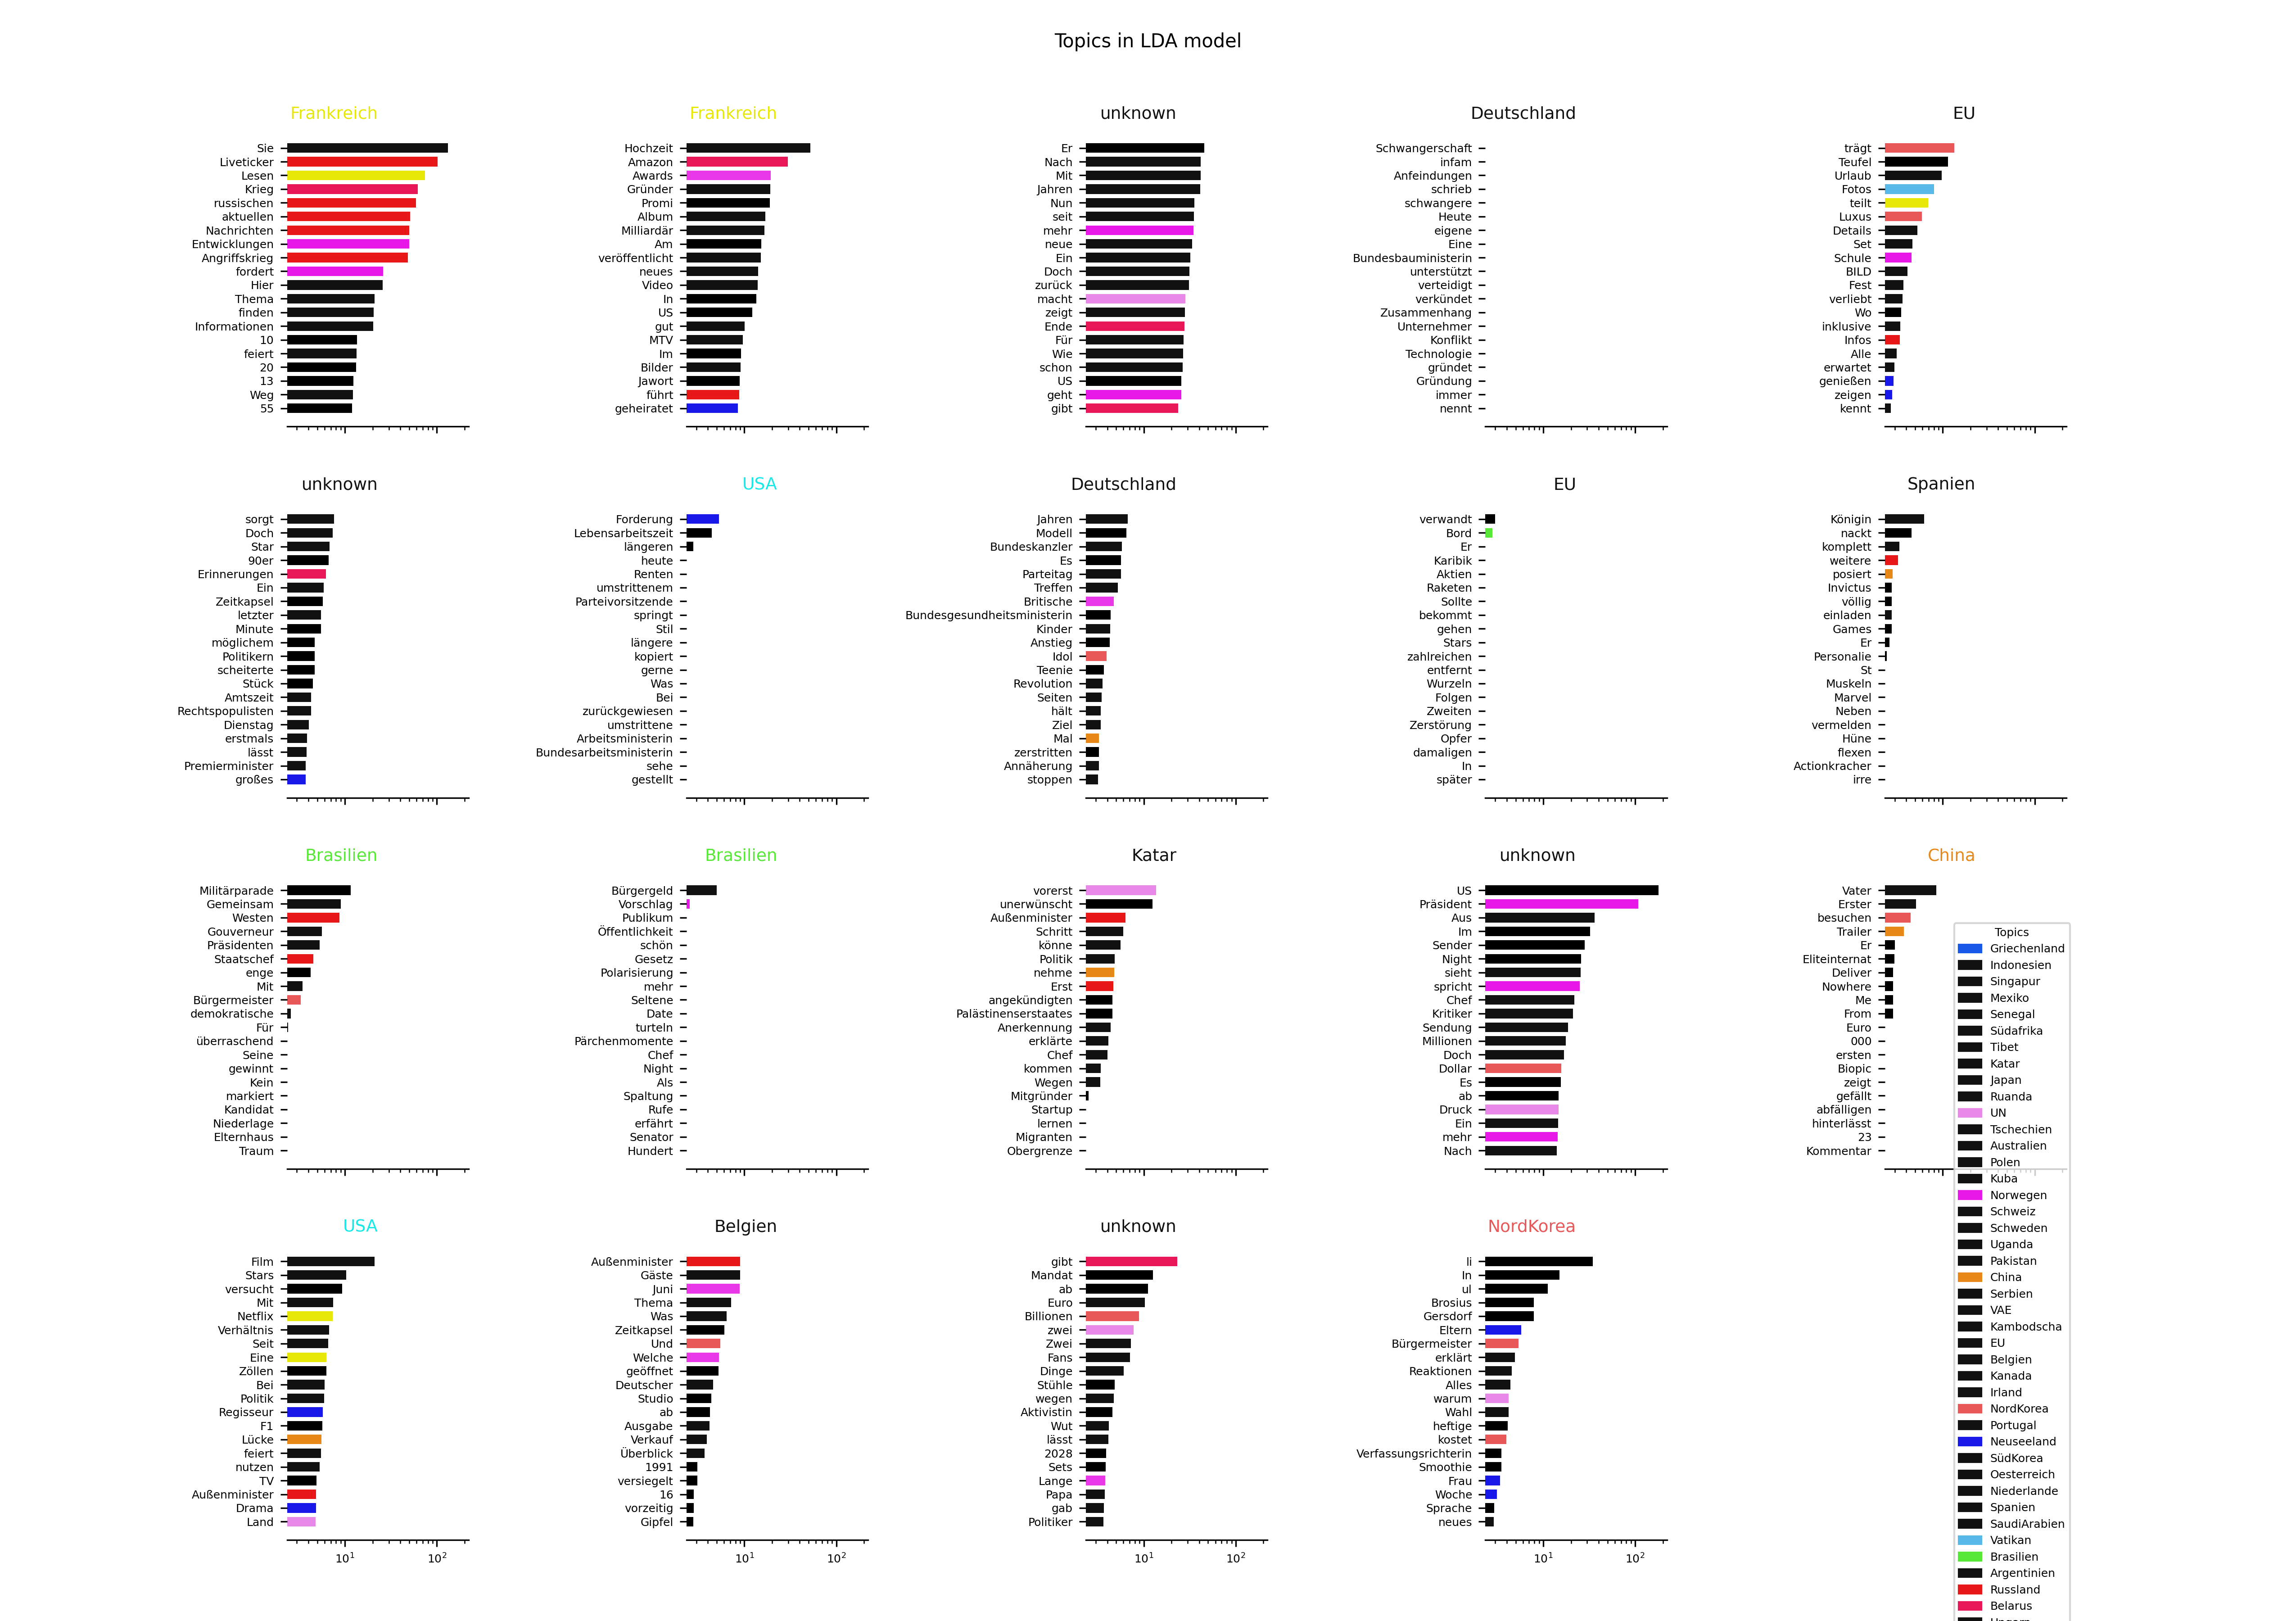 Topics in LDA model
Frankreich
Sie
Liveticker
Lesen
Krieg
russischen
aktuellen
Nachrichten
Entwicklungen
Angriffskrieg
fordert
Hier
Thema
finden
Informationen
10
feiert
20
13
Weg
55
Frankreich
Hochzeit
Amazon
Awards
Gründer
Promi
Album
Milliardär
Am
veröffentlicht
neues
Video
In
US
gut
MTV
Im
Bilder
Jawort
führt
geheiratet
unknown
Er
Nach
Mit
Jahren
Nun
seit
mehr
neue
Ein
Doch
zurück
macht
zeigt
Ende
Für
Wie
schon
US
geht
gibt
Deutschland
Schwangerschaft
infam
Anfeindungen
schrieb
schwangere
Heute
eigene
Eine
Bundesbauministerin
unterstützt
verteidigt
verkündet
Zusammenhang
Unternehmer
Konflikt
Technologie
gründet
Gründung
immer
nennt
EU
trägt
Teufel
Urlaub
Fotos
teilt
Luxus
Details
Set
Schule
BILD
Fest
verliebt
Wo
inklusive
Infos
Alle
erwartet
genießen
zeigen
kennt
unknown
sorgt
Doch
Star
90er
Erinnerungen
Ein
Zeitkapsel
letzter
Minute
möglichem
Politikern
scheiterte
Stück
Amtszeit
Rechtspopulisten
Dienstag
erstmals
lässt
Premierminister
großes
USA
Forderung
Lebensarbeitszeit
längeren
heute
Renten
umstrittenem
Parteivorsitzende
springt
Stil
längere
kopiert
gerne
Was
Bei
zurückgewiesen
umstrittene
Arbeitsministerin
Bundesarbeitsministerin
sehe
gestellt
Deutschland
Jahren
Modell
Bundeskanzler
Es
Parteitag
Treffen
Britische
Bundesgesundheitsministerin
Kinder
Anstieg
Idol
Teenie
Revolution
Seiten
hält
Ziel
Mal
zerstritten
Annäherung
stoppen
EU
verwandt
Bord
Er
Karibik
Aktien
Raketen
Sollte
bekommt
gehen
Stars
zahlreichen
entfernt
Wurzeln
Folgen
Zweiten
Zerstörung
Opfer
damaligen
In
später
Spanien
Königin
nackt
komplett
weitere
posiert
Invictus
völlig
einladen
Games
Er
Personalie
St
Muskeln
Marvel
Neben
vermelden
Hüne
flexen
Actionkracher
irre
Brasilien
Militärparade
Gemeinsam
Westen
Gouverneur
Präsidenten
Staatschef
enge
Mit
Bürgermeister
demokratische
Für
überraschend
Seine
gewinnt
Kein
markiert
Kandidat
Niederlage
Elternhaus
Traum
Brasilien
Bürgergeld
Vorschlag
Publikum
Öffentlichkeit
schön
Gesetz
Polarisierung
mehr
Seltene
Date
turteln
Pärchenmomente
Chef
Night
Als
Spaltung
Rufe
erfährt
Senator
Hundert
Katar
vorerst
unerwünscht
Außenminister
Schritt
könne
Politik
nehme
Erst
angekündigten
Palästinenserstaates
Anerkennung
erklärte
Chef
kommen
Wegen
Mitgründer
Startup
lernen
Migranten
Obergrenze
unknown
US
Präsident
Aus
Im
Sender
Night
sieht
spricht
Chef
Kritiker
Sendung
Millionen
Doch
Dollar
Es
ab
Druck
Ein
mehr
Nach
China
Vater
Erster
besuchen
Trailer
Er
Eliteinternat
Deliver
Nowhere
Me
From
Euro
000
ersten
Biopic
zeigt
gefällt
abfälligen
hinterlässt
23
Kommentar
USA
Film
Stars
versucht
Mit
Netflix
Verhältnis
Seit
Eine
Zöllen
Bei
Politik
Regisseur
F1
Lücke
feiert
nutzen
TV
Außenminister
Drama
Land
10¹ 10²
Belgien
Außenminister
Gäste
Juni
Thema
Was
Zeitkapsel
Und
Welche
geöffnet
Deutscher
Studio
ab
Ausgabe
Verkauf
Überblick
1991
versiegelt
16
vorzeitig
Gipfel
10¹ 10²
unknown
gibt
Mandat
ab
Euro
Billionen
zwei
Zwei
Fans
Dinge
Stühle
wegen
Aktivistin
Wut
lässt
2028
Sets
Lange
Papa
gab
Politiker
10¹ 10²
NordKorea
li
In
ul
Brosius
Gersdorf
Eltern
Bürgermeister
erklärt
Reaktionen
Alles
warum
Wahl
heftige
kostet
Verfassungsrichterin
Smoothie
Frau
Woche
Sprache
neues
10¹ 10²
Topics
Griechenland
Indonesien
Singapur
Mexiko
Senegal
Südafrika
Tibet
Katar
Japan
Ruanda
UN
Tschechien
Australien
Polen
Kuba
Norwegen
Schweiz
Schweden
Uganda
Pakistan
China
Serbien
VAE
Kambodscha
EU
Belgien
Kanada
Irland
NordKorea
Portugal
Neuseeland
SüdKorea
Oesterreich
Niederlande
Spanien
SaudiArabien
Vatikan
Brasilien
Argentinien
Russland
Belarus